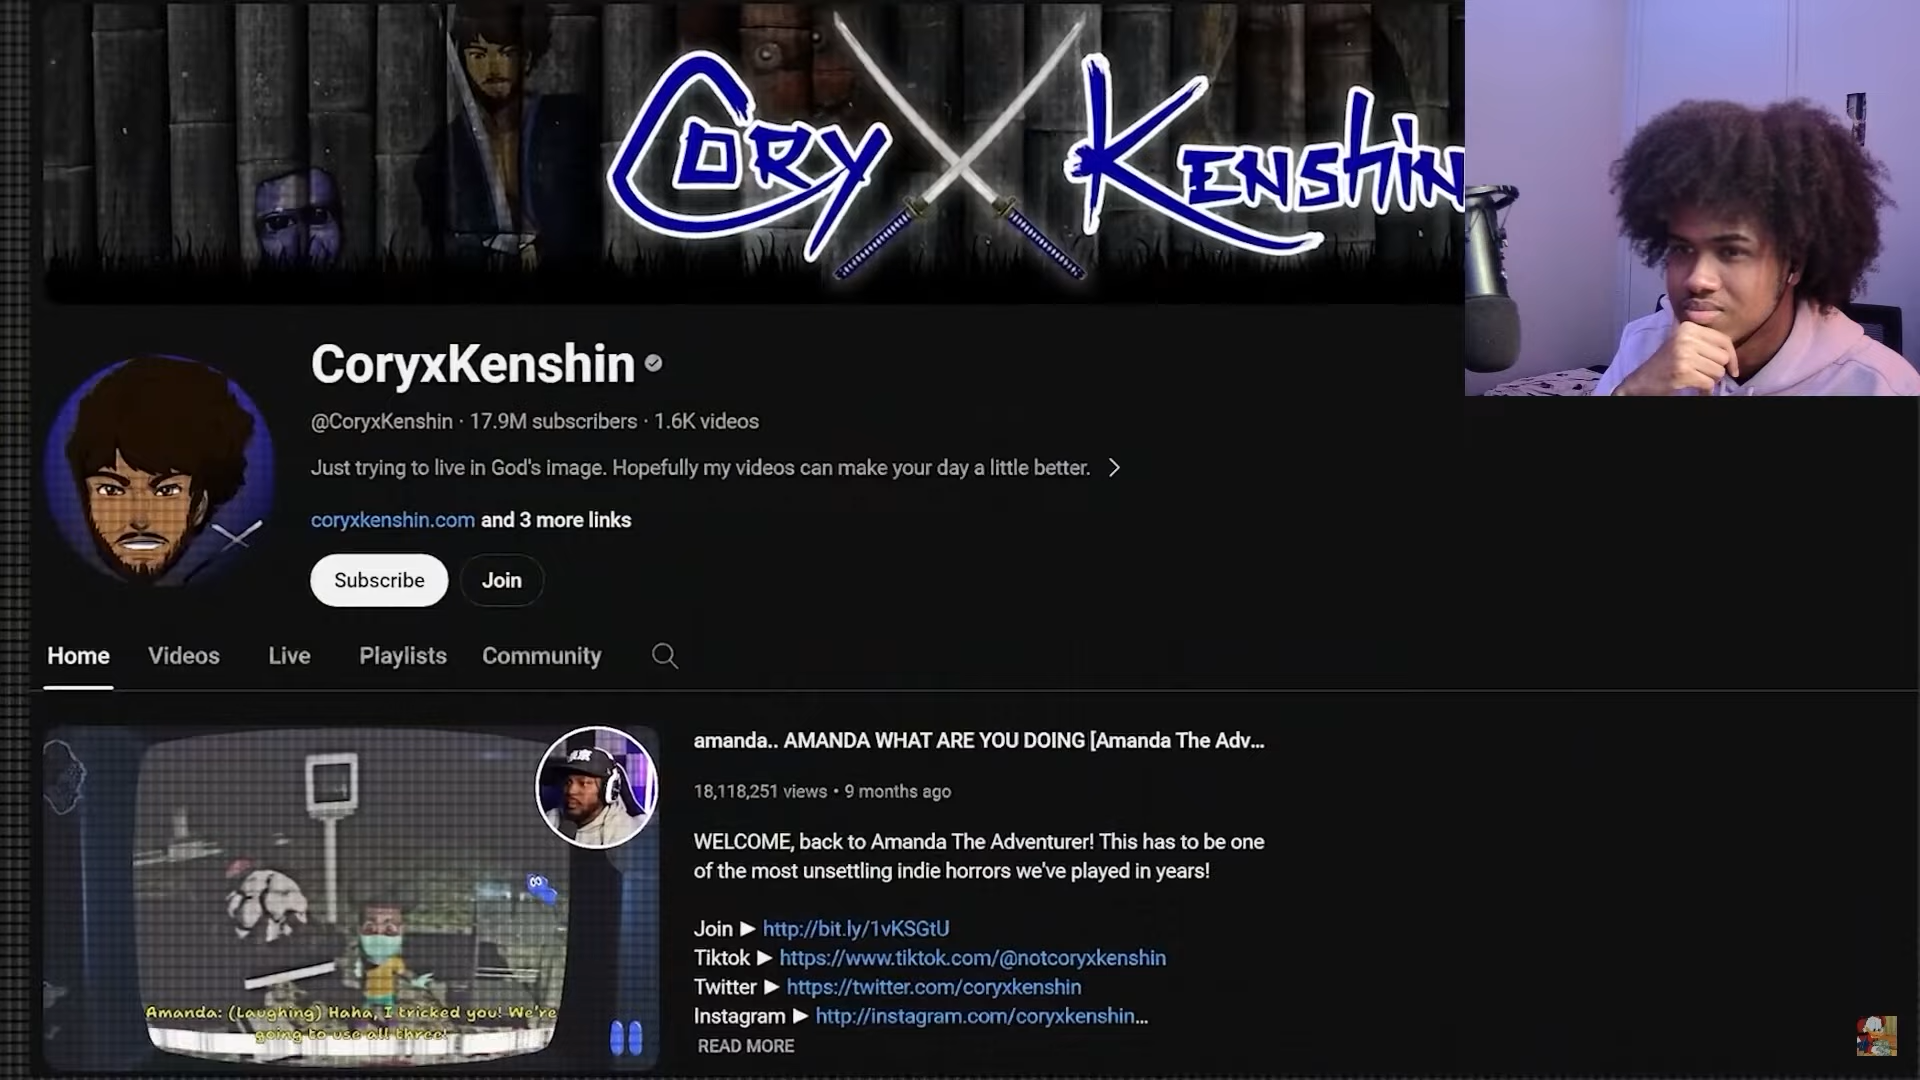 Cory Kenshin
CoryxKenshin
@CoryxKenshin · 17.9M subscribers · 1.6K videos
Just trying to live in God's image. Hopefully my videos can make your day a little better.
coryxkenshin.com and 3 more links
Subscribe Join
Home Videos Live Playlists Community
amanda.. AMANDA WHAT ARE YOU DOING [Amanda The Adv...
18,118,251 views • 9 months ago
WELCOME, back to Amanda The Adventurer! This has to be one
of the most unsettling indie horrors we've played in years!
Join ► http://bit.ly/1vKSGtU
Tiktok ► https://www.tiktok.com/@notcoryxkenshin
Twitter ► https://twitter.com/coryxkenshin
Instagram ► http://instagram.com/coryxkenshin...
READ MORE
Amanda: (Laughing) Haha, I tricked you! We're
going to use all three!